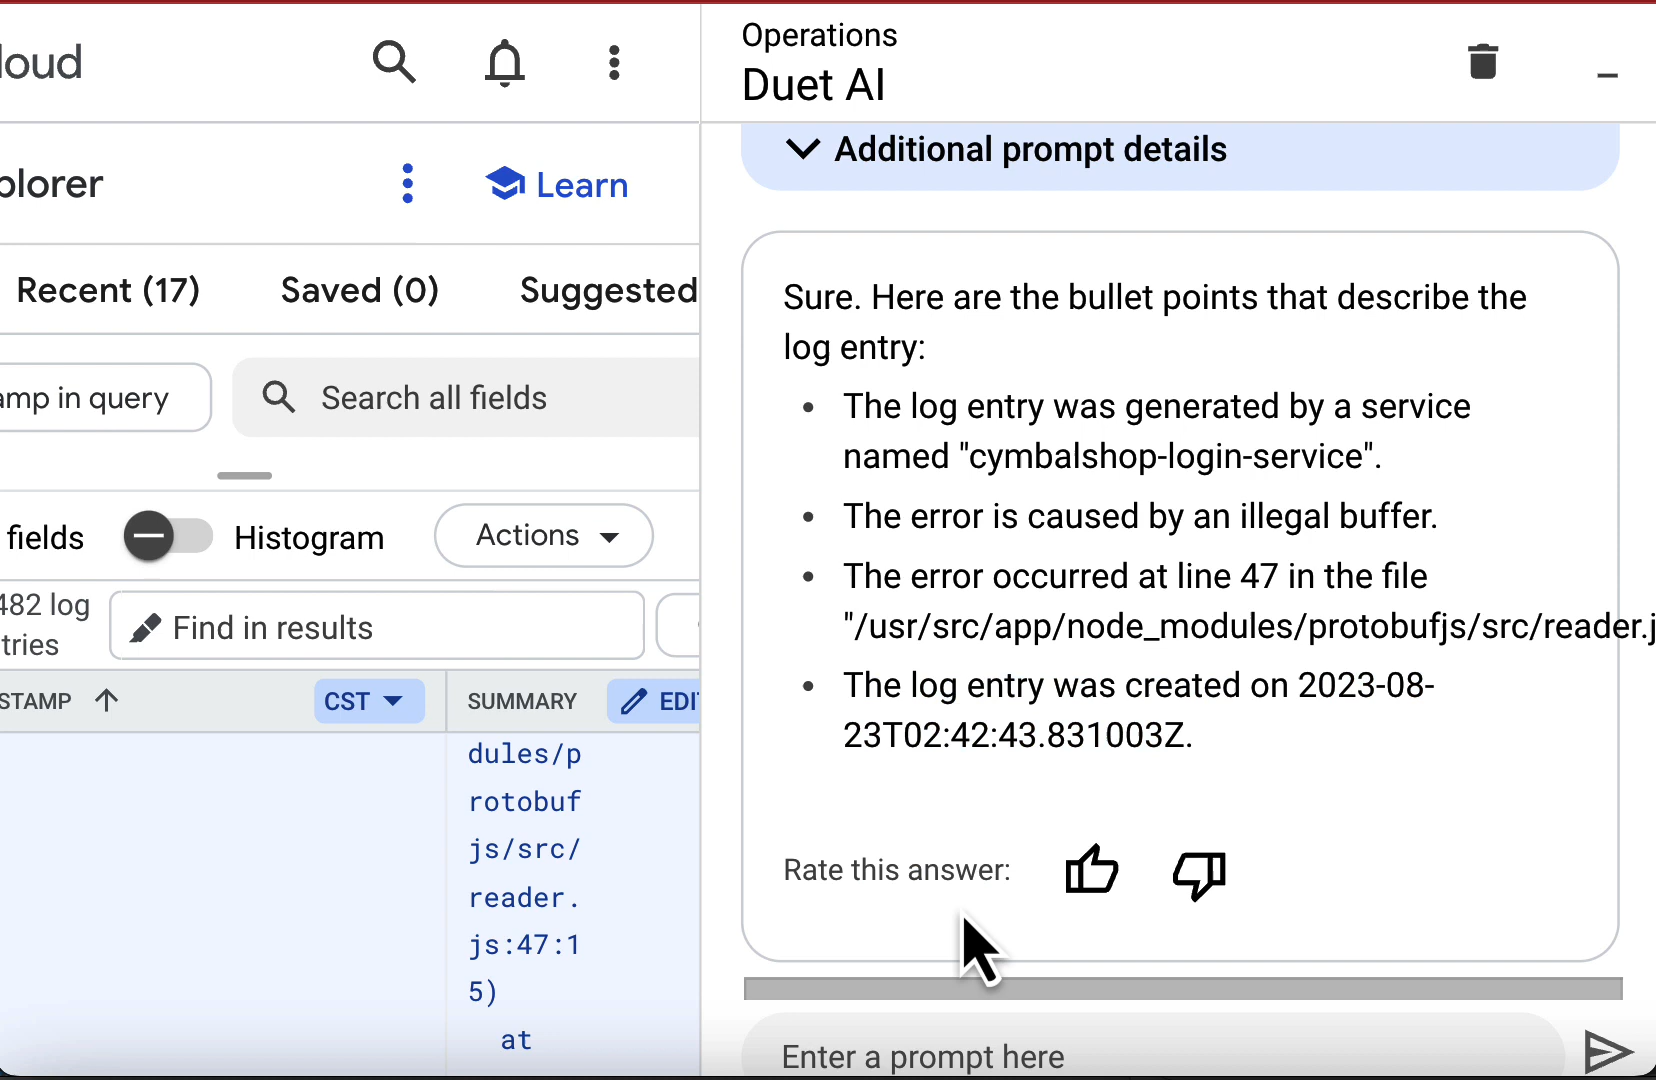 loud
Operations
Duet AI
plorer
Learn
Additional prompt details
Recent (17)
Saved (0)
Suggested
amp in query
Search all fields
fields
Histogram
Actions
482 log
tries
Find in results
STAMP
CST
SUMMARY
EDI
dules/p
rotobuf
js/src/
reader.
js:47:1
5)
at
Sure. Here are the bullet points that describe the
log entry:
• The log entry was generated by a service
named "cymbalshop-login-service".
• The error is caused by an illegal buffer.
• The error occurred at line 47 in the file
"/usr/src/app/node_modules/protobufjs/src/reader.j
• The log entry was created on 2023-08-
23T02:42:43.831003Z.
Rate this answer:
Enter a prompt here